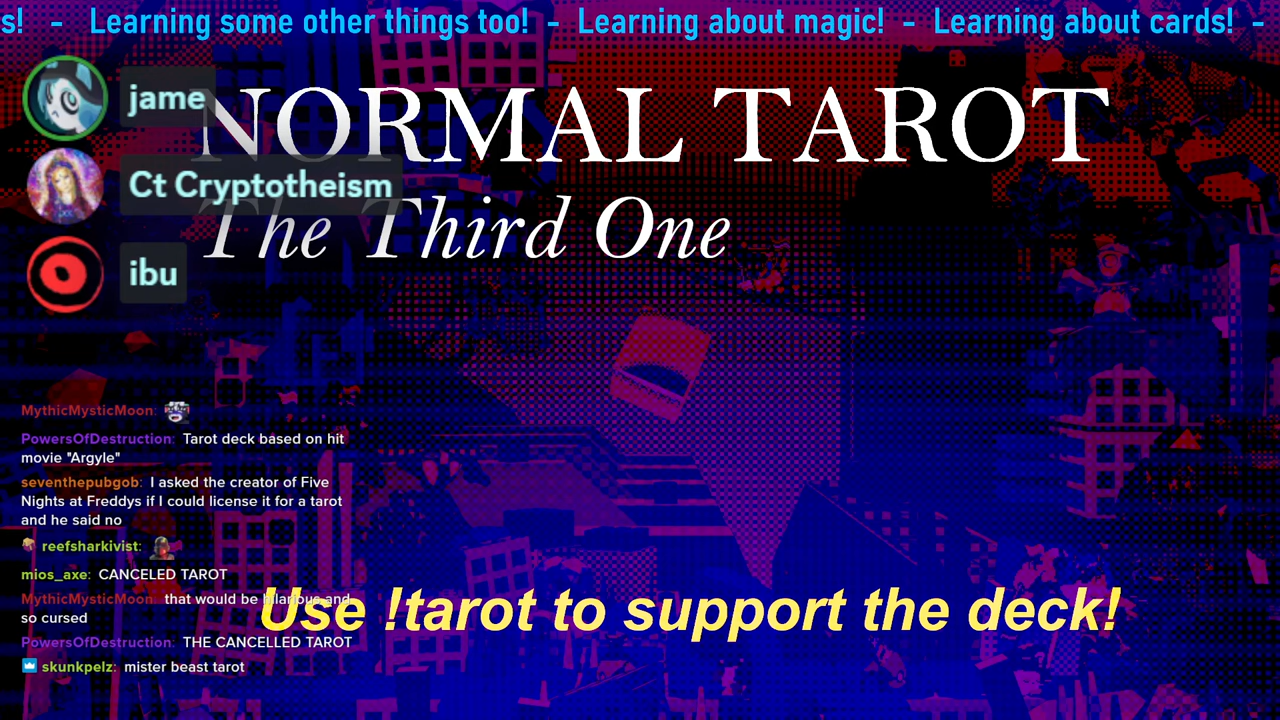 s! - Learning some other things too! - Learning about magic! - Learning about cards! -
jame
NORMAL TAROT
Ct Cryptotheism
The Third One
ibu
MythicMysticMoon:
PowersOfDestruction: Tarot deck based on hit
movie "Argyle"
seventhepubgob: I asked the creator of Five
Nights at Freddys if I could license it for a tarot
and he said no
reefsharkivist:
mios_axe: CANCELED TAROT
MythicMysticMoon: that would be hilarious and
so cursed
Use !tarot to support the deck!
PowersOfDestruction: THE CANCELLED TAROT
skunkpelz: mister beast tarot